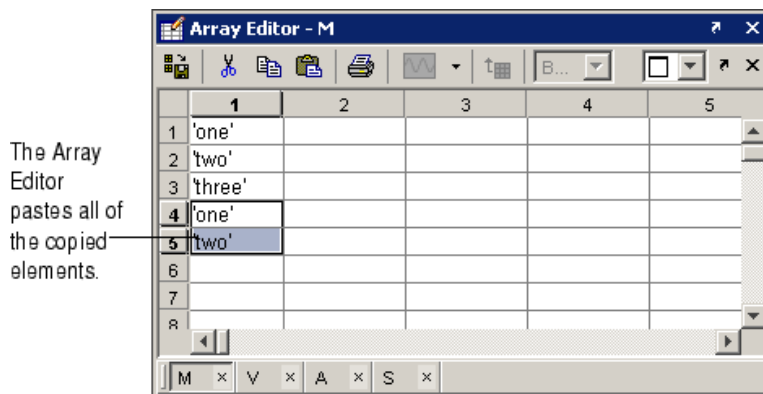 Array Editor - M
B...
1 2 3 4 5
1 'one'
2 'two'
3 'three'
4 'one'
5 'two'
6
7
8
The Array
Editor
pastes all of
the copied
elements.
M V A S